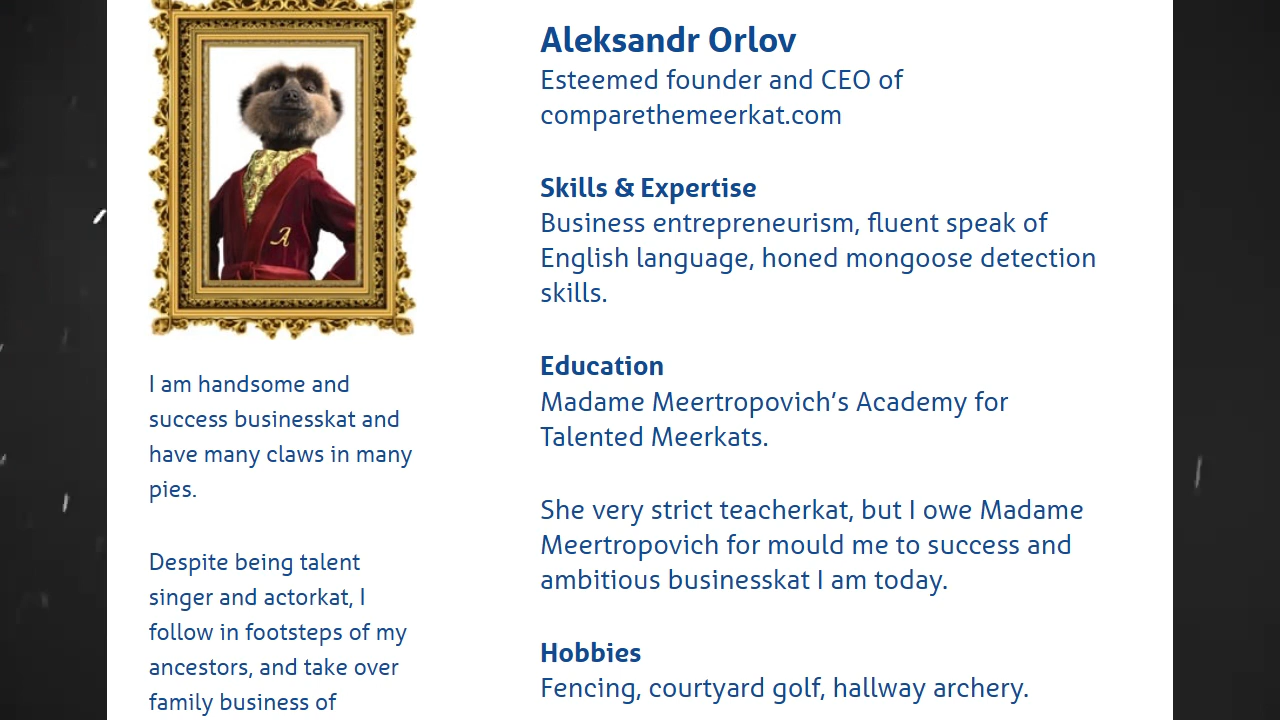 Aleksandr Orlov
Esteemed founder and CEO of
comparethemeerkat.com
Skills & Expertise
Business entrepreneurism, fluent speak of
English language, honed mongoose detection
skills.
Education
Madame Meertropovich’s Academy for
Talented Meerkats.
She very strict teacherkat, but I owe Madame
Meertropovich for mould me to success and
ambitious businesskat I am today.
Hobbies
Fencing, courtyard golf, hallway archery.
A
I am handsome and
success businesskat and
have many claws in many
pies.
Despite being talent
singer and actorkat, I
follow in footsteps of my
ancestors, and take over
family business of